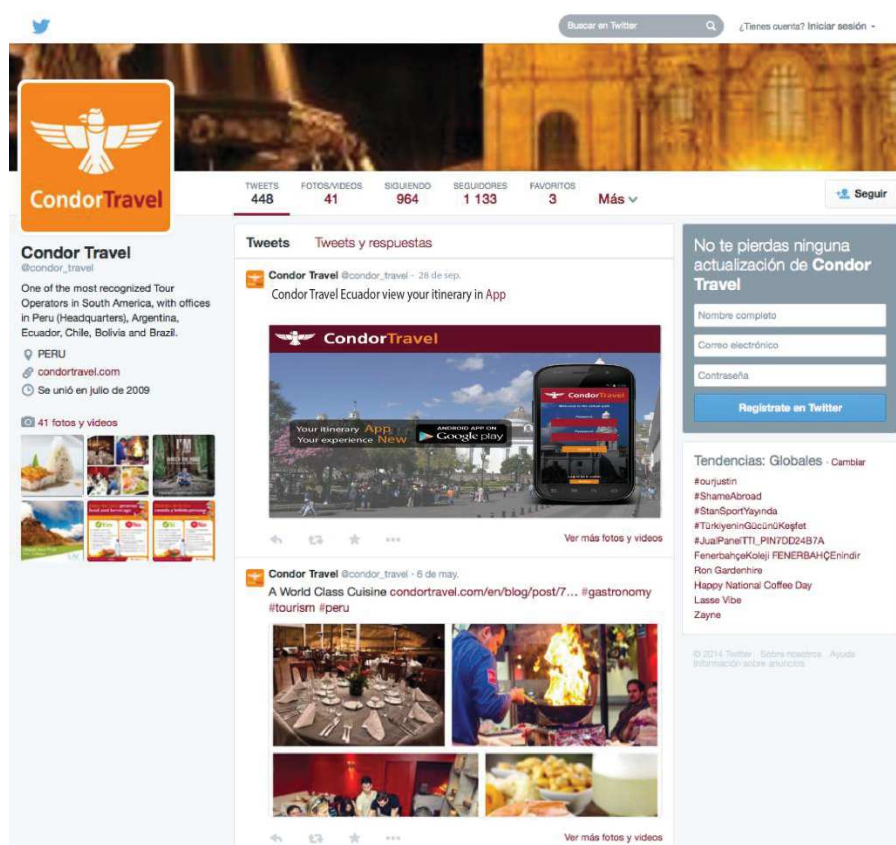 Buscar en Twitter
¿Tienes cuenta? Iniciar sesión
CondorTravel
TWEETS
448
FOTOS/VIDEOS
41
SIGUIENDO
964
SEGUIDORES
1 133
FAVORITOS
3
Más
Seguir
Condor Travel
@condor_travel
One of the most recognized Tour
Operators in South America, with offices
in Peru (Headquarters), Argentina,
Ecuador, Chile, Bolivia and Brazil.
PERU
condortravel.com
Se unió en julio de 2009
41 fotos y videos
Tweets Tweets y respuestas
Condor Travel @condor_travel · 28 de sep.
Condor Travel Ecuador view your itinerary in App
CondorTravel
Your itinerary App
Your experience New
ANDROID APP ON
Google play
CondorTravel
Ver más fotos y videos
Condor Travel @condor_travel · 6 de may.
A World Class Cuisine condortravel.com/en/blog/post/7... #gastronomy
#tourism #peru
Ver más fotos y videos
No te pierdas ninguna
actualización de Condor
Travel
Nombre completo
Correo electrónico
Contraseña
Regístrate en Twitter
Tendencias: Globales · Cambiar
#ourjustin
#ShameAbroad
#StanSportYayında
#TürkiyeninGücünüKeşfet
#JualPanelTTI_PIN7DD24B7A
FenerbahçeKoleji FENERBAHÇEnindir
Ron Gardenhire
Happy National Coffee Day
Lasse Vibe
Zayne
© 2014 Twitter Sobre nosotros Ayuda
Información sobre anuncios